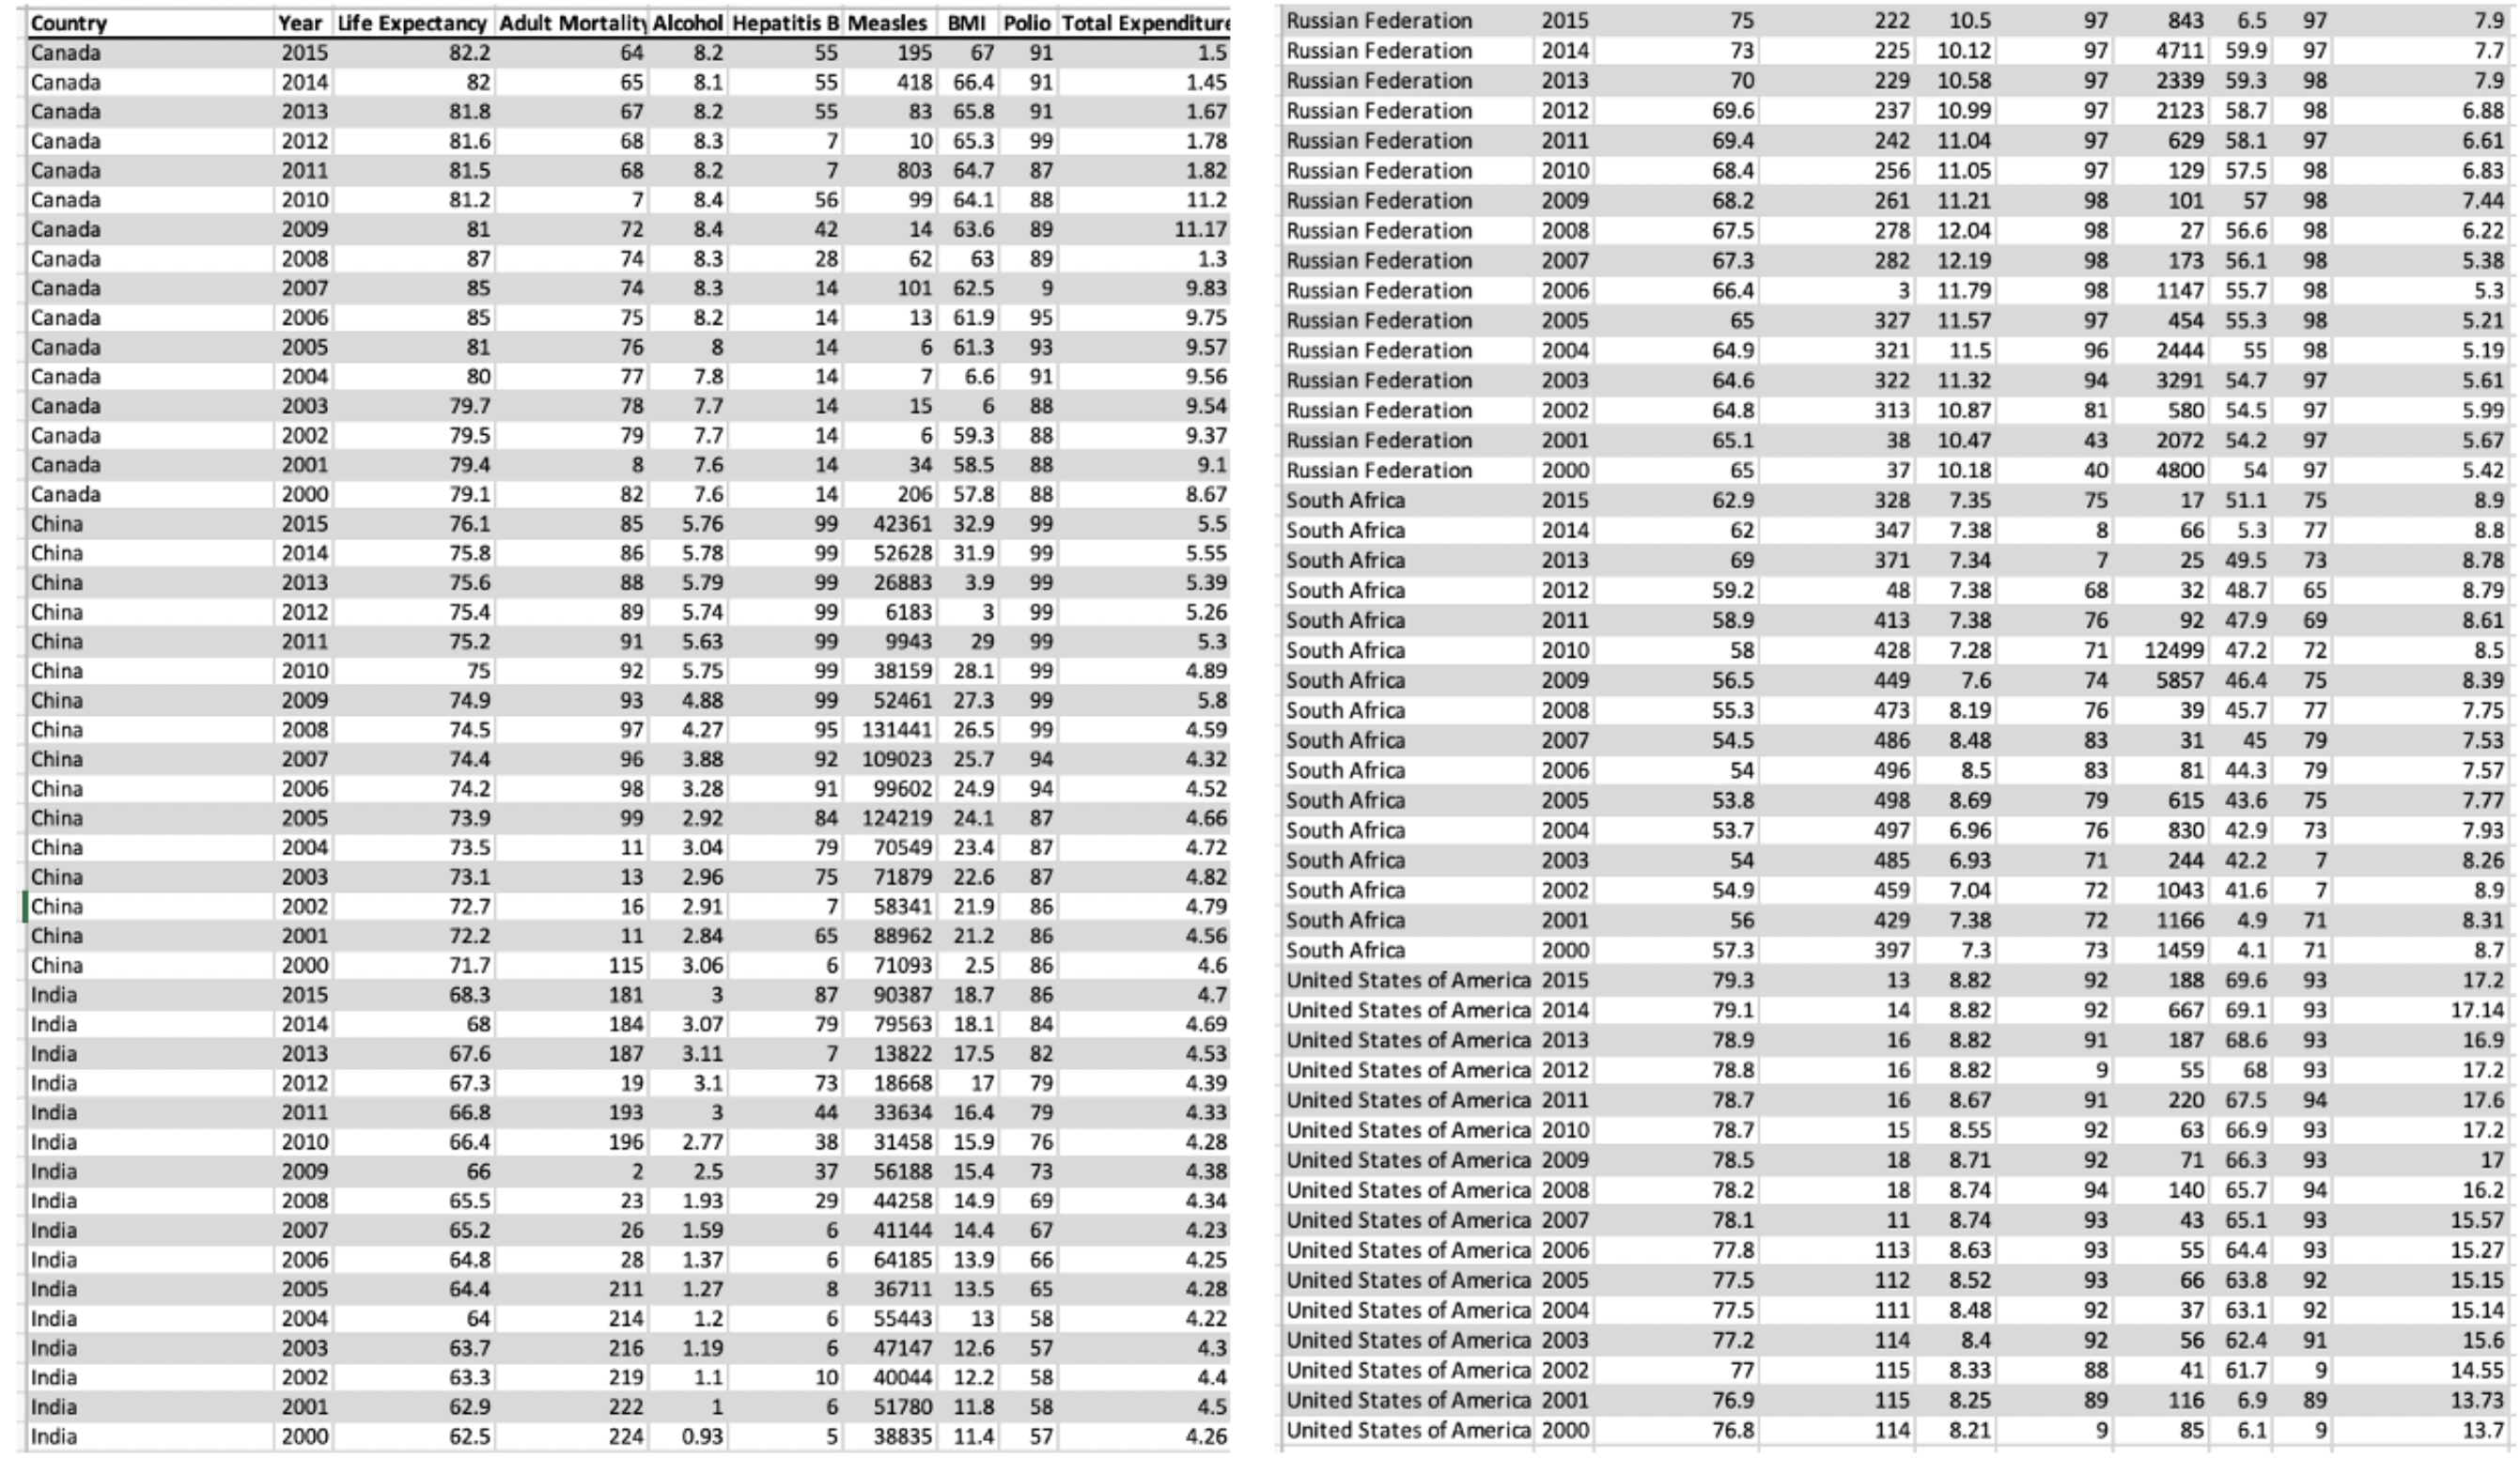 Country Year Life Expectancy Adult Mortality Alcohol Hepatitis B Measles BMI Polio Total Expenditure
Canada 2015 82.2 64 8.2 55 195 67 91 1.5
Canada 2014 82 65 8.1 55 418 66.4 91 1.45
Canada 2013 81.8 67 8.2 55 83 65.8 91 1.67
Canada 2012 81.6 68 8.3 7 10 65.3 99 1.78
Canada 2011 81.5 68 8.2 7 803 64.7 87 1.82
Canada 2010 81.2 7 8.4 56 99 64.1 88 11.2
Canada 2009 81 72 8.4 42 14 63.6 89 11.17
Canada 2008 87 74 8.3 28 62 63 89 1.3
Canada 2007 85 74 8.3 14 101 62.5 9 9.83
Canada 2006 85 75 8.2 14 13 61.9 95 9.75
Canada 2005 81 76 8 14 6 61.3 93 9.57
Canada 2004 80 77 7.8 14 7 6.6 91 9.56
Canada 2003 79.7 78 7.7 14 15 6 88 9.54
Canada 2002 79.5 79 7.7 14 6 59.3 88 9.37
Canada 2001 79.4 8 7.6 14 34 58.5 88 9.1
Canada 2000 79.1 82 7.6 14 206 57.8 88 8.67
China 2015 76.1 85 5.76 99 42361 32.9 99 5.5
China 2014 75.8 86 5.78 99 52628 31.9 99 5.55
China 2013 75.6 88 5.79 99 26883 3.9 99 5.39
China 2012 75.4 89 5.74 99 6183 3 99 5.26
China 2011 75.2 91 5.63 99 9943 29 99 5.3
China 2010 75 92 5.75 99 38159 28.1 99 4.89
China 2009 74.9 93 4.88 99 52461 27.3 99 5.8
China 2008 74.5 97 4.27 95 131441 26.5 99 4.59
China 2007 74.4 96 3.88 92 109023 25.7 94 4.32
China 2006 74.2 98 3.28 91 99602 24.9 94 4.52
China 2005 73.9 99 2.92 84 124219 24.1 87 4.66
China 2004 73.5 11 3.04 79 70549 23.4 87 4.72
China 2003 73.1 13 2.96 75 71879 22.6 87 4.82
China 2002 72.7 16 2.91 7 58341 21.9 86 4.79
China 2001 72.2 11 2.84 65 88962 21.2 86 4.56
China 2000 71.7 115 3.06 6 71093 2.5 86 4.6
India 2015 68.3 181 3 87 90387 18.7 86 4.7
India 2014 68 184 3.07 79 79563 18.1 84 4.69
India 2013 67.6 187 3.11 7 13822 17.5 82 4.53
India 2012 67.3 19 3.1 73 18668 17 79 4.39
India 2011 66.8 193 3 44 33634 16.4 79 4.33
India 2010 66.4 196 2.77 38 31458 15.9 76 4.28
India 2009 66 2 2.5 37 56188 15.4 73 4.38
India 2008 65.5 23 1.93 29 44258 14.9 69 4.34
India 2007 65.2 26 1.59 6 41144 14.4 67 4.23
India 2006 64.8 28 1.37 6 64185 13.9 66 4.25
India 2005 64.4 211 1.27 8 36711 13.5 65 4.28
India 2004 64 214 1.2 6 55443 13 58 4.22
India 2003 63.7 216 1.19 6 47147 12.6 57 4.3
India 2002 63.3 219 1.1 10 40044 12.2 58 4.4
India 2001 62.9 222 1 6 51780 11.8 58 4.5
India 2000 62.5 224 0.93 5 38835 11.4 57 4.26
Russian Federation 2015 75 222 10.5 97 843 6.5 97 7.9
Russian Federation 2014 73 225 10.12 97 4711 59.9 97 7.7
Russian Federation 2013 70 229 10.58 97 2339 59.3 98 7.9
Russian Federation 2012 69.6 237 10.99 97 2123 58.7 98 6.88
Russian Federation 2011 69.4 242 11.04 97 629 58.1 97 6.61
Russian Federation 2010 68.4 256 11.05 97 129 57.5 98 6.83
Russian Federation 2009 68.2 261 11.21 98 101 57 98 7.44
Russian Federation 2008 67.5 278 12.04 98 27 56.6 98 6.22
Russian Federation 2007 67.3 282 12.19 98 173 56.1 98 5.38
Russian Federation 2006 66.4 3 11.79 98 1147 55.7 98 5.3
Russian Federation 2005 65 327 11.57 97 454 55.3 98 5.21
Russian Federation 2004 64.9 321 11.5 96 2444 55 98 5.19
Russian Federation 2003 64.6 322 11.32 94 3291 54.7 97 5.61
Russian Federation 2002 64.8 313 10.87 81 580 54.5 97 5.99
Russian Federation 2001 65.1 38 10.47 43 2072 54.2 97 5.67
Russian Federation 2000 65 37 10.18 40 4800 54 97 5.42
South Africa 2015 62.9 328 7.35 75 17 51.1 75 8.9
South Africa 2014 62 347 7.38 8 66 5.3 77 8.8
South Africa 2013 69 371 7.34 7 25 49.5 73 8.78
South Africa 2012 59.2 48 7.38 68 32 48.7 65 8.79
South Africa 2011 58.9 413 7.38 76 92 47.9 69 8.61
South Africa 2010 58 428 7.28 71 12499 47.2 72 8.5
South Africa 2009 56.5 449 7.6 74 5857 46.4 75 8.39
South Africa 2008 55.3 473 8.19 76 39 45.7 77 7.75
South Africa 2007 54.5 486 8.48 83 31 45 79 7.53
South Africa 2006 54 496 8.5 83 81 44.3 79 7.57
South Africa 2005 53.8 498 8.69 79 615 43.6 75 7.77
South Africa 2004 53.7 497 6.96 76 830 42.9 73 7.93
South Africa 2003 54 485 6.93 71 244 42.2 7 8.26
South Africa 2002 54.9 459 7.04 72 1043 41.6 7 8.9
South Africa 2001 56 429 7.38 72 1166 4.9 71 8.31
South Africa 2000 57.3 397 7.3 73 1459 4.1 71 8.7
United States of America 2015 79.3 13 8.82 92 188 69.6 93 17.2
United States of America 2014 79.1 14 8.82 92 667 69.1 93 17.14
United States of America 2013 78.9 16 8.82 91 187 68.6 93 16.9
United States of America 2012 78.8 16 8.82 9 55 68 93 17.2
United States of America 2011 78.7 16 8.67 91 220 67.5 94 17.6
United States of America 2010 78.7 15 8.55 92 63 66.9 93 17.2
United States of America 2009 78.5 18 8.71 92 71 66.3 93 17
United States of America 2008 78.2 18 8.74 94 140 65.7 94 16.2
United States of America 2007 78.1 11 8.74 93 43 65.1 93 15.57
United States of America 2006 77.8 113 8.63 93 55 64.4 93 15.27
United States of America 2005 77.5 112 8.52 93 66 63.8 92 15.15
United States of America 2004 77.5 111 8.48 92 37 63.1 92 15.14
United States of America 2003 77.2 114 8.4 92 56 62.4 91 15.6
United States of America 2002 77 115 8.33 88 41 61.7 9 14.55
United States of America 2001 76.9 115 8.25 89 116 6.9 89 13.73
United States of America 2000 76.8 114 8.21 9 85 6.1 9 13.7